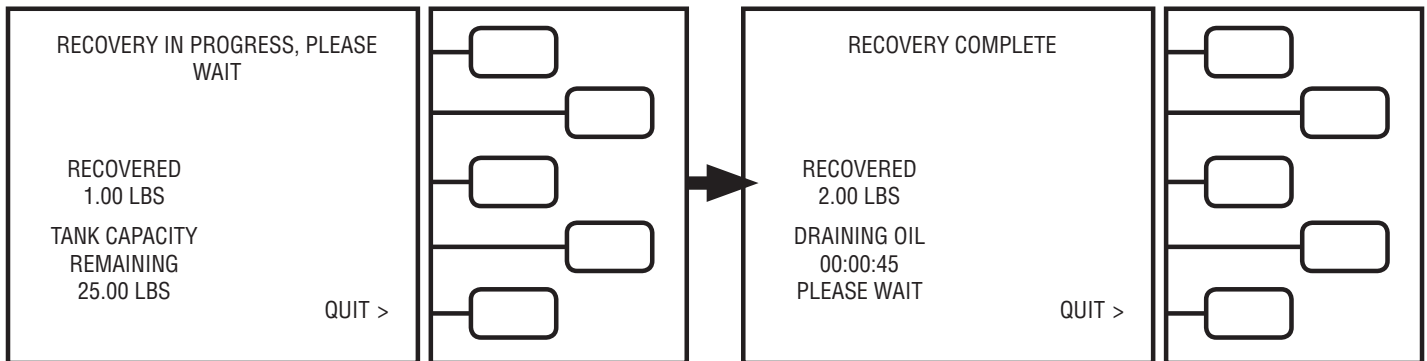 RECOVERY IN PROGRESS, PLEASE
WAIT
RECOVERED
1.00 LBS
TANK CAPACITY
REMAINING
25.00 LBS
QUIT >
RECOVERY COMPLETE
RECOVERED
2.00 LBS
DRAINING OIL
00:00:45
PLEASE WAIT
QUIT >